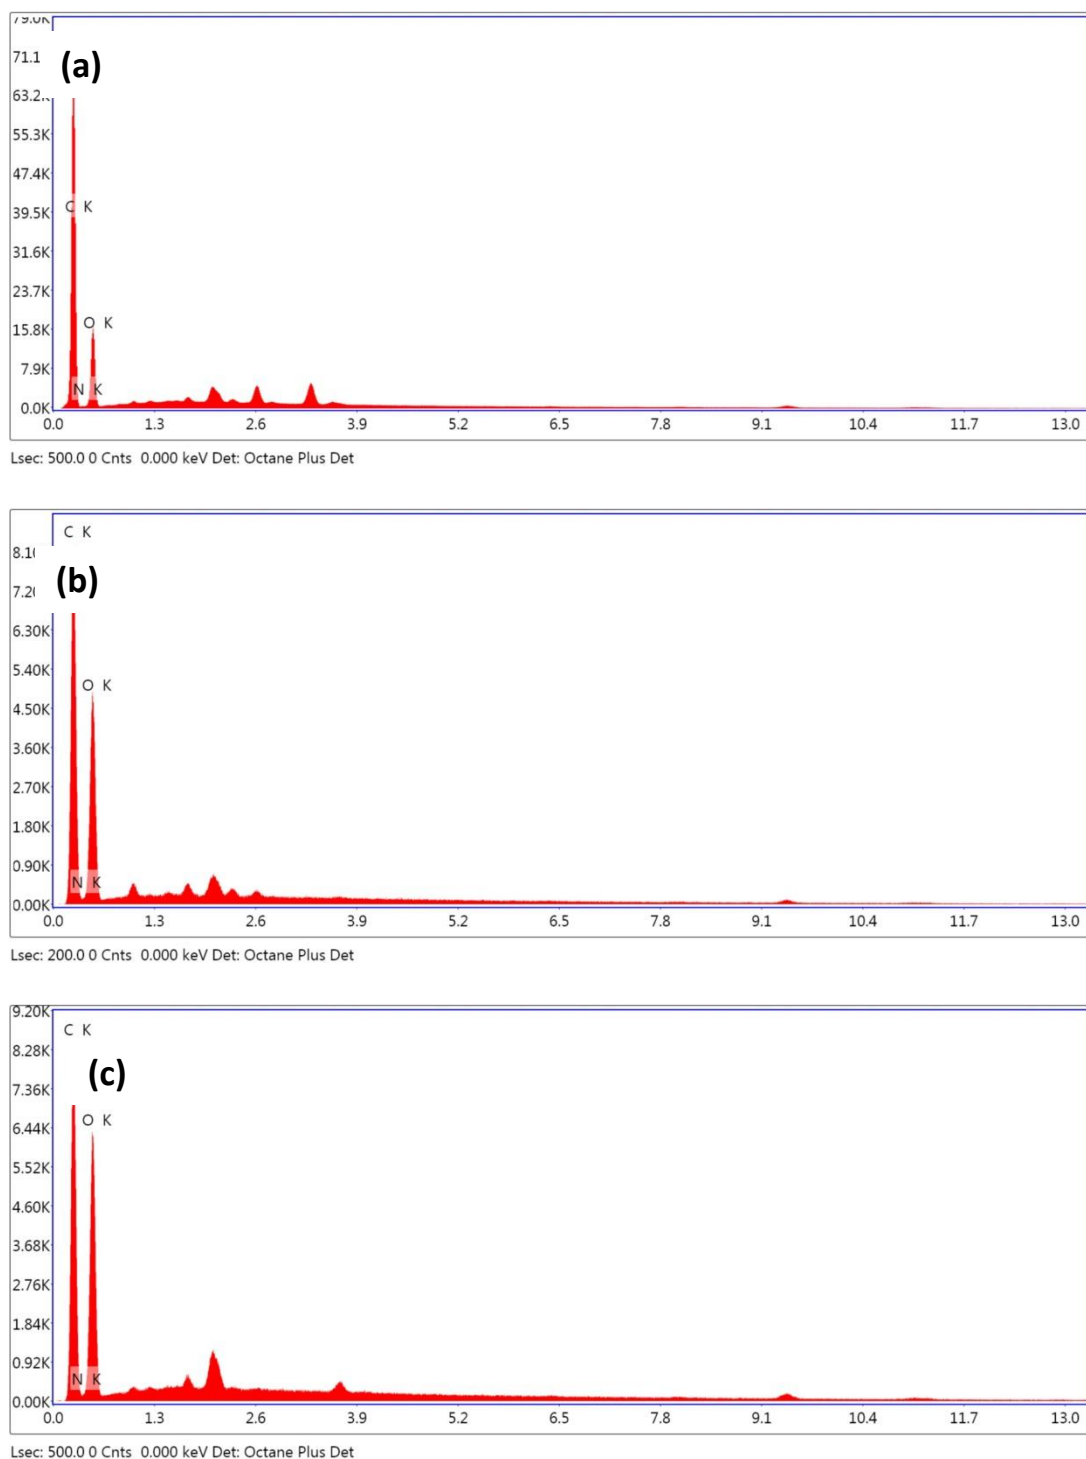 79.0K
71.1
(a)
63.2K
55.3K
47.4K
39.5K
C K
31.6K
23.7K
15.8K
O K
7.9K
N K
0.0K
0.0 1.3 2.6 3.9 5.2 6.5 7.8 9.1 10.4 11.7 13.0
Lsec: 500.0 0 Cnts 0.000 keV Det: Octane Plus Det
C K
8.1
(b)
7.2
6.30K
5.40K
O K
4.50K
3.60K
2.70K
1.80K
0.90K
N K
0.00K
0.0 1.3 2.6 3.9 5.2 6.5 7.8 9.1 10.4 11.7 13.0
Lsec: 200.0 0 Cnts 0.000 keV Det: Octane Plus Det
9.20K
C K
8.28K
(c)
7.36K
O K
6.44K
5.52K
4.60K
3.68K
2.76K
1.84K
0.92K
N K
0.00K
0.0 1.3 2.6 3.9 5.2 6.5 7.8 9.1 10.4 11.7 13.0
Lsec: 500.0 0 Cnts 0.000 keV Det: Octane Plus Det